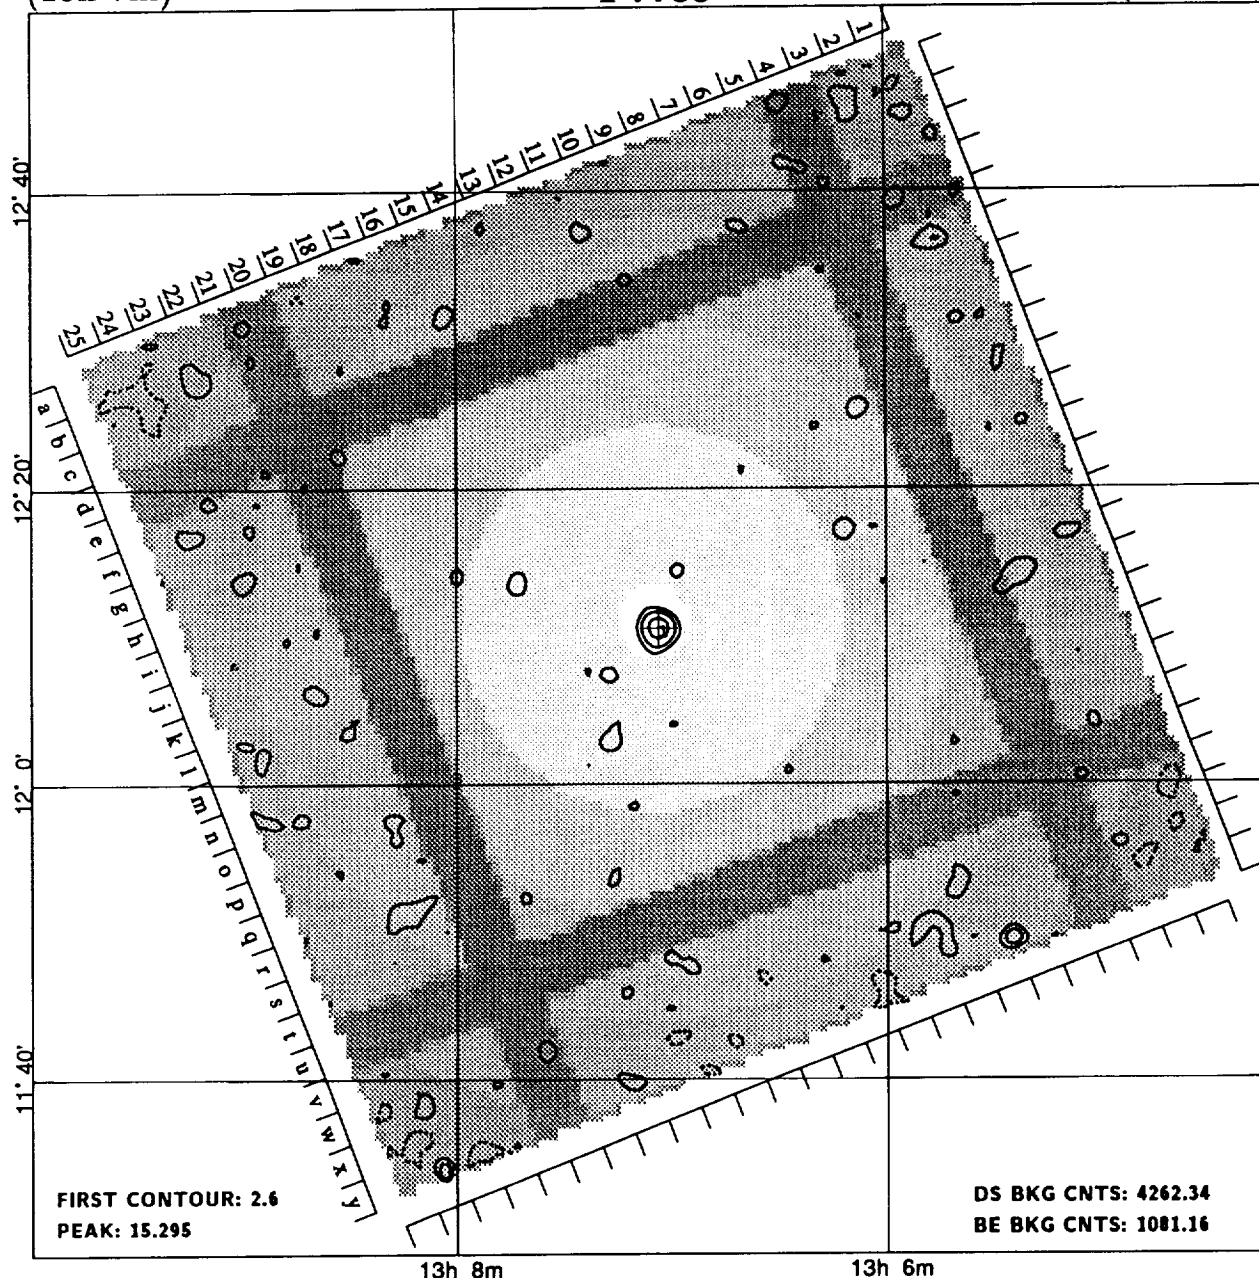 1 2 3 4 5 6 7 8 9 10 11 12 13 14 15 16 17 18 19 20 21 22 23 24 25
a b c d e f g h i j k l m n o p q r s t u v w x y
12° 40'
12° 20'
12° 0'
11° 40'
FIRST CONTOUR: 2.6
PEAK: 15.295
DS BKG CNTS: 4262.34
BE BKG CNTS: 1081.16
13h 8m
13h 6m